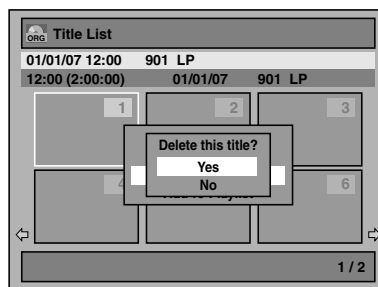 ORG Title List
01/01/07 12:00 901 LP
12:00 (2:00:00) 01/01/07 901 LP
1 2 3
Delete this title?
Yes
No
4 6
1 / 2